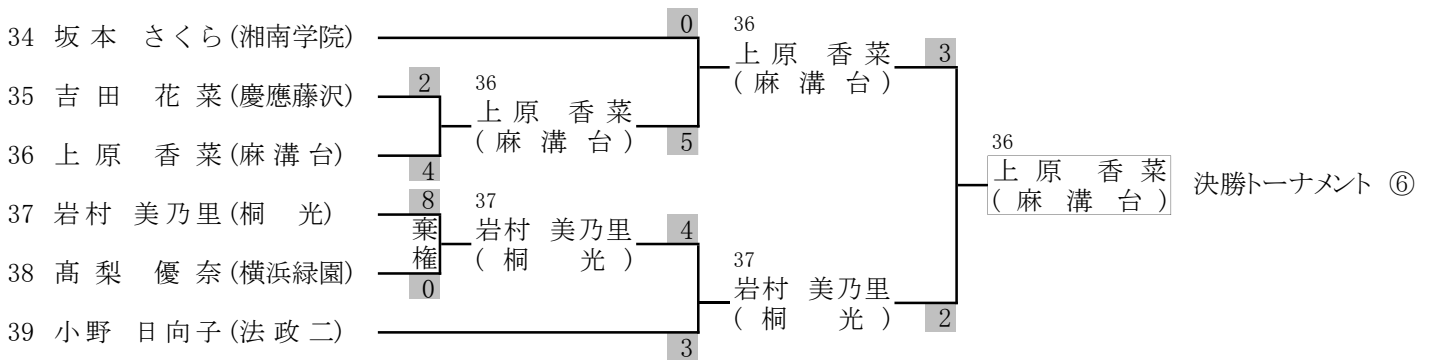 34 坂本 さくら (湘南学院)
35 吉田 花菜 (慶應藤沢)
36 上原 香菜 (麻溝台)
37 岩村 美乃里 (桐 光)
38 髙梨 優奈 (横浜緑園)
39 小野 日向子 (法政二)
2
4
8
棄
権
0
36
上原 香菜
(麻溝台)
37
岩村 美乃里
(桐 光)
0
5
4
3
36
上原 香菜
(麻溝台)
37
岩村 美乃里
(桐 光)
3
2
36
上原 香菜
(麻溝台)
決勝トーナメント ⑥